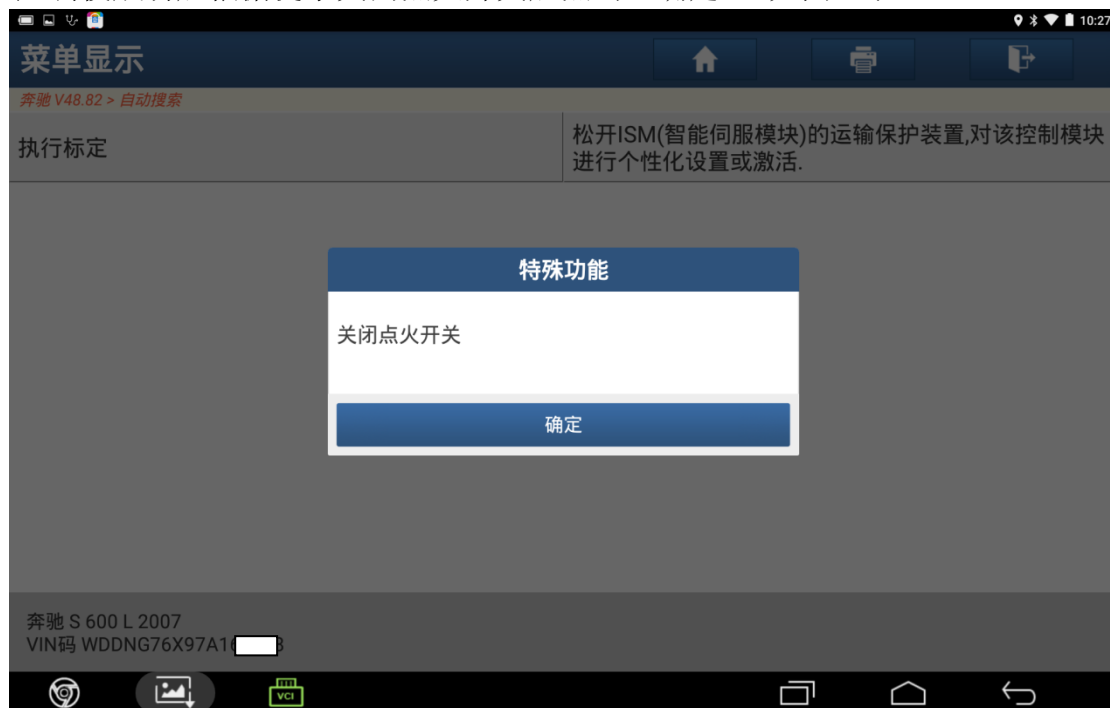 10:27
菜单显示
奔驰 V48.82 > 自动搜索
执行标定
松开ISM(智能伺服模块)的运输保护装置,对该控制模块
进行个性化设置或激活.
特殊功能
关闭点火开关
确定
奔驰 S 600 L 2007
VIN码 WDDNG76X97A1
VCI